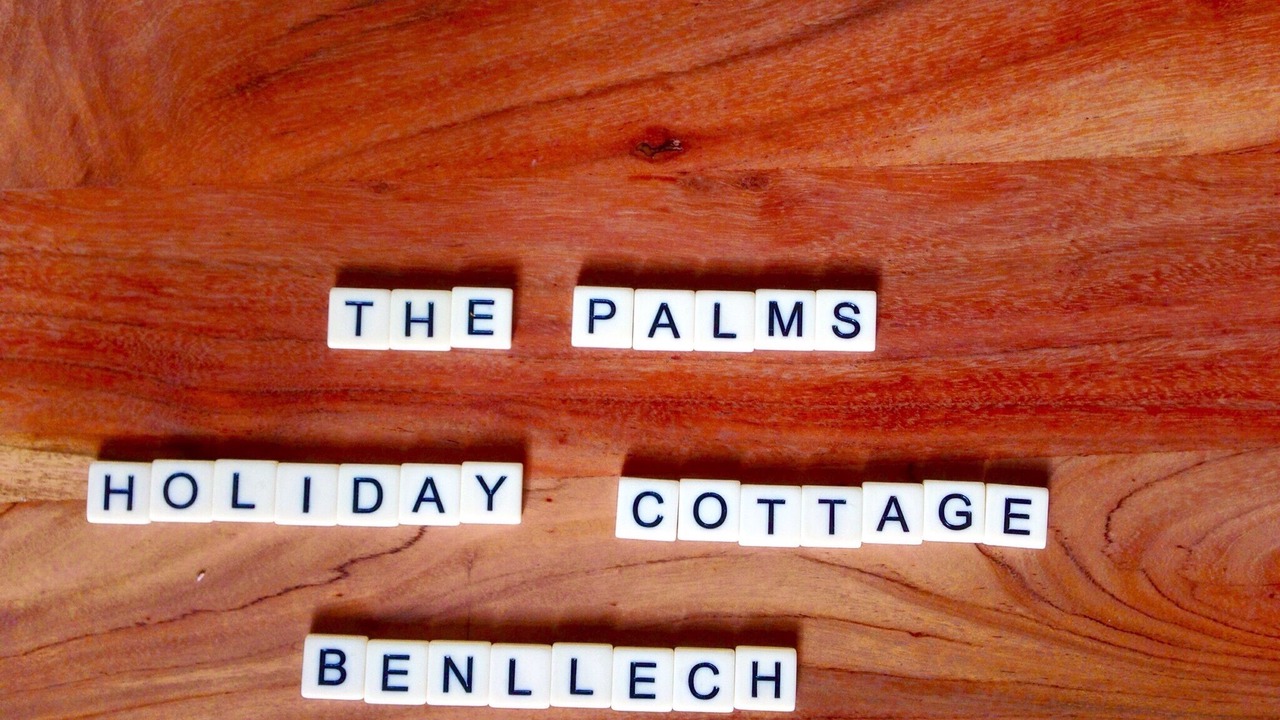 THE PALMS
HOLIDAY COTTAGE
BENLLECH